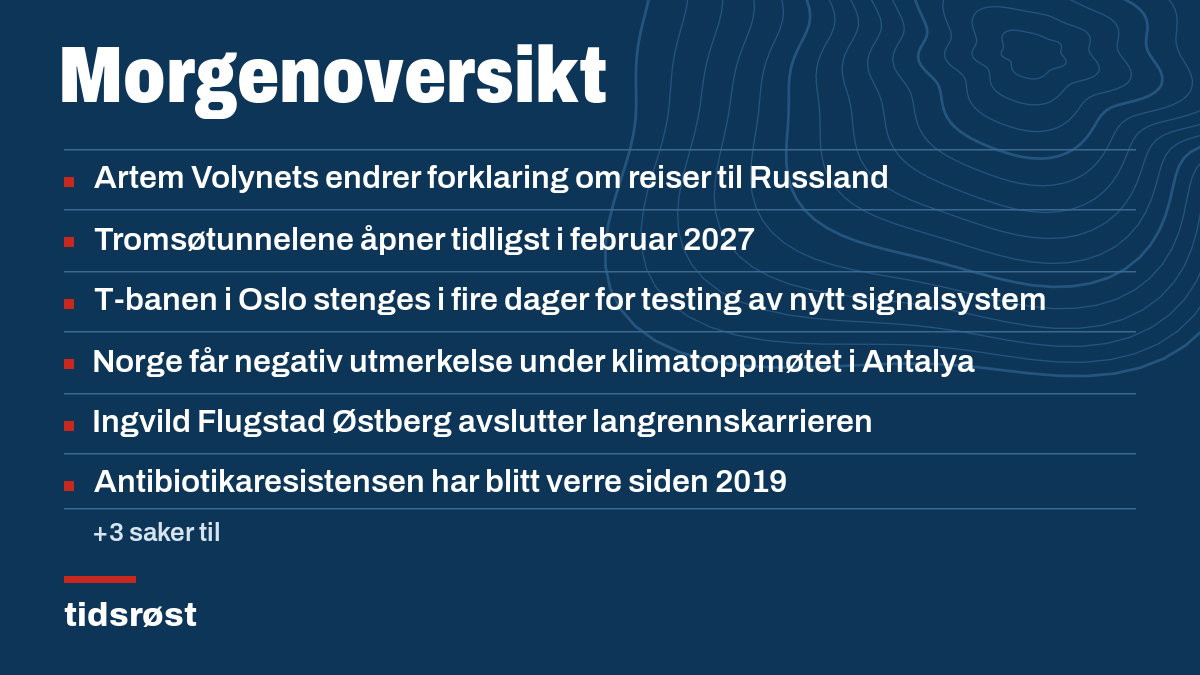 Morgenoversikt
Artem Volynets endrer forklaring om reiser til Russland
Tromsøtunnelene åpner tidligst i februar 2027
T-banen i Oslo stenges i fire dager for testing av nytt signalsystem
Norge får negativ utmerkelse under klimatoppmøtet i Antalya
Ingvild Flugstad Østberg avslutter langrennskarrieren
Antibiotikaresistensen har blitt verre siden 2019
+3 saker til
tidsrøst